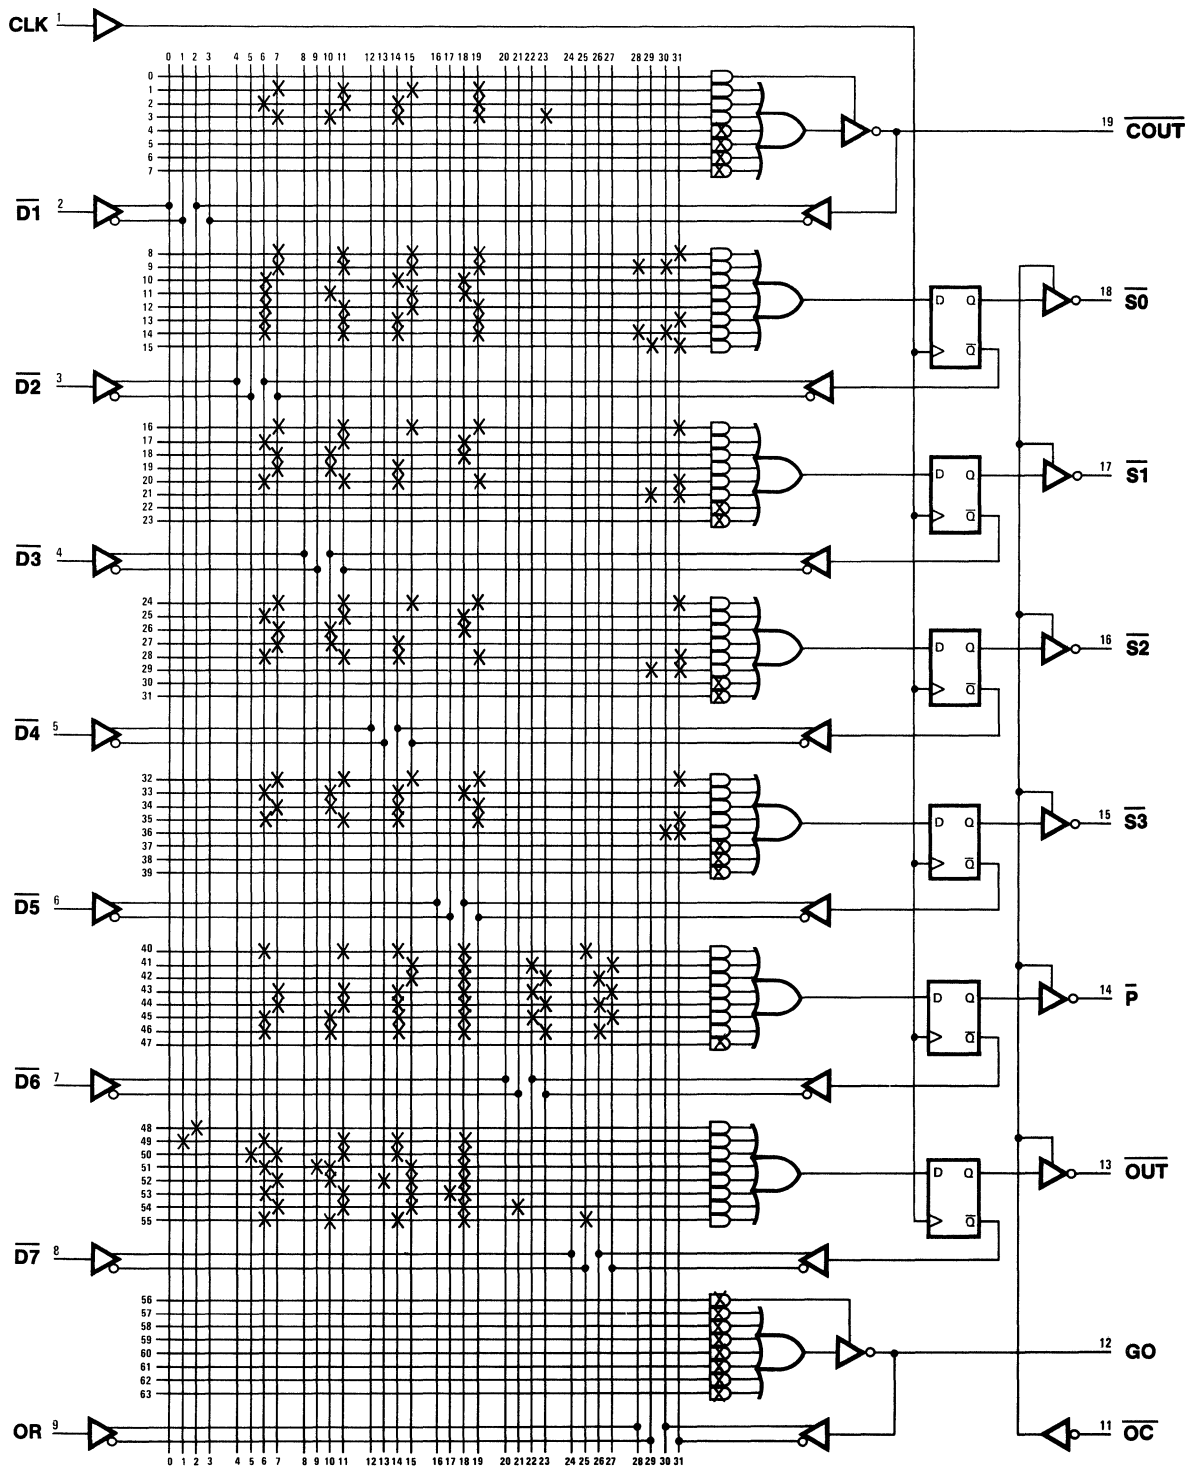 CLK 1
0 1 2 3 4 5 6 7 8 9 10 11 12 13 14 15 16 17 18 19 20 21 22 23 24 25 26 27 28 29 30 31
0
1
2
3
4
5
6
7
19 COUT
D1 2
8
9
10
11
12
13
14
15
D Q
Q
18 S0
D2 3
16
17
18
19
20
21
22
23
D Q
Q
17 S1
D3 4
24
25
26
27
28
29
30
31
D Q
Q
16 S2
D4 5
32
33
34
35
36
37
38
39
D Q
Q
15 S3
D5 6
40
41
42
43
44
45
46
47
D Q
Q
14 P
D6 7
48
49
50
51
52
53
54
55
D Q
Q
13 OUT
D7 8
56
57
58
59
60
61
62
63
12 GO
OR 9
11 OC
0 1 2 3 4 5 6 7 8 9 10 11 12 13 14 15 16 17 18 19 20 21 22 23 24 25 26 27 28 29 30 31